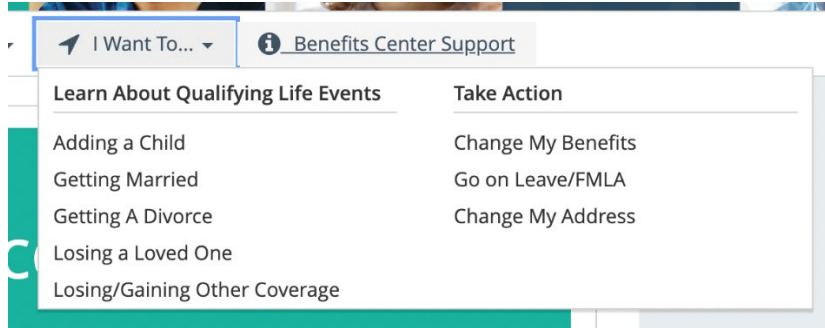 I Want To...
Benefits Center Support
Learn About Qualifying Life Events
Adding a Child
Getting Married
Getting A Divorce
Losing a Loved One
Losing/Gaining Other Coverage
Take Action
Change My Benefits
Go on Leave/FMLA
Change My Address